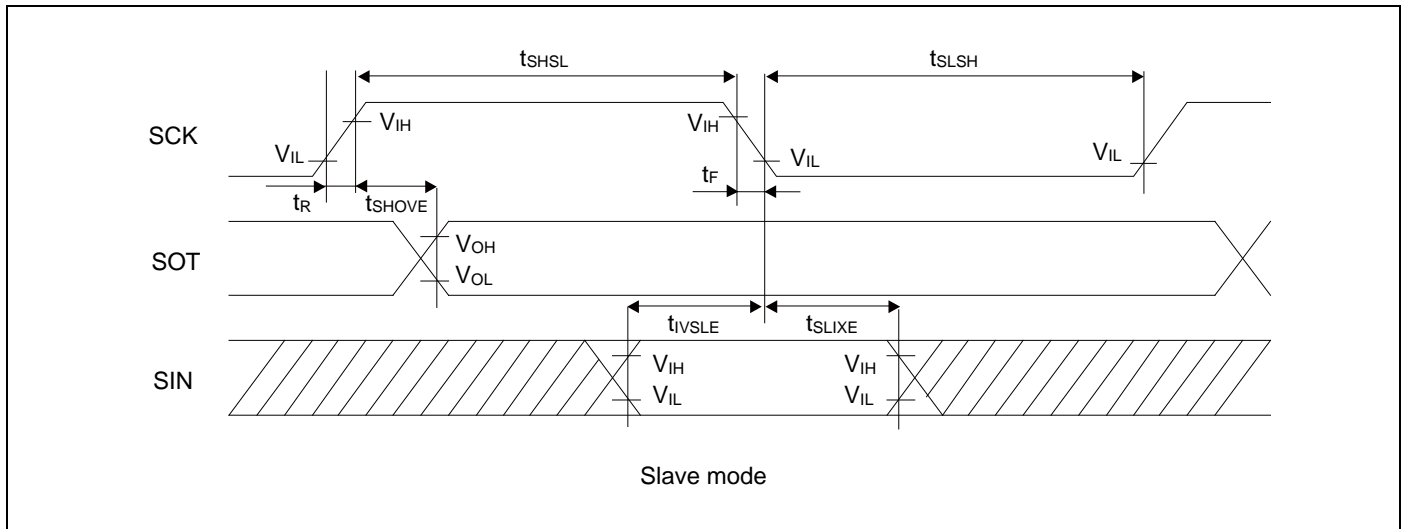 tSHSL
tSLSH
SCK
VIH
VIH
VIL
VIL
VIL
tF
tR
tSHOVE
SOT
VOH
VOL
tIVSLE
tSLIXE
SIN
VIH
VIH
VIL
VIL
Slave mode